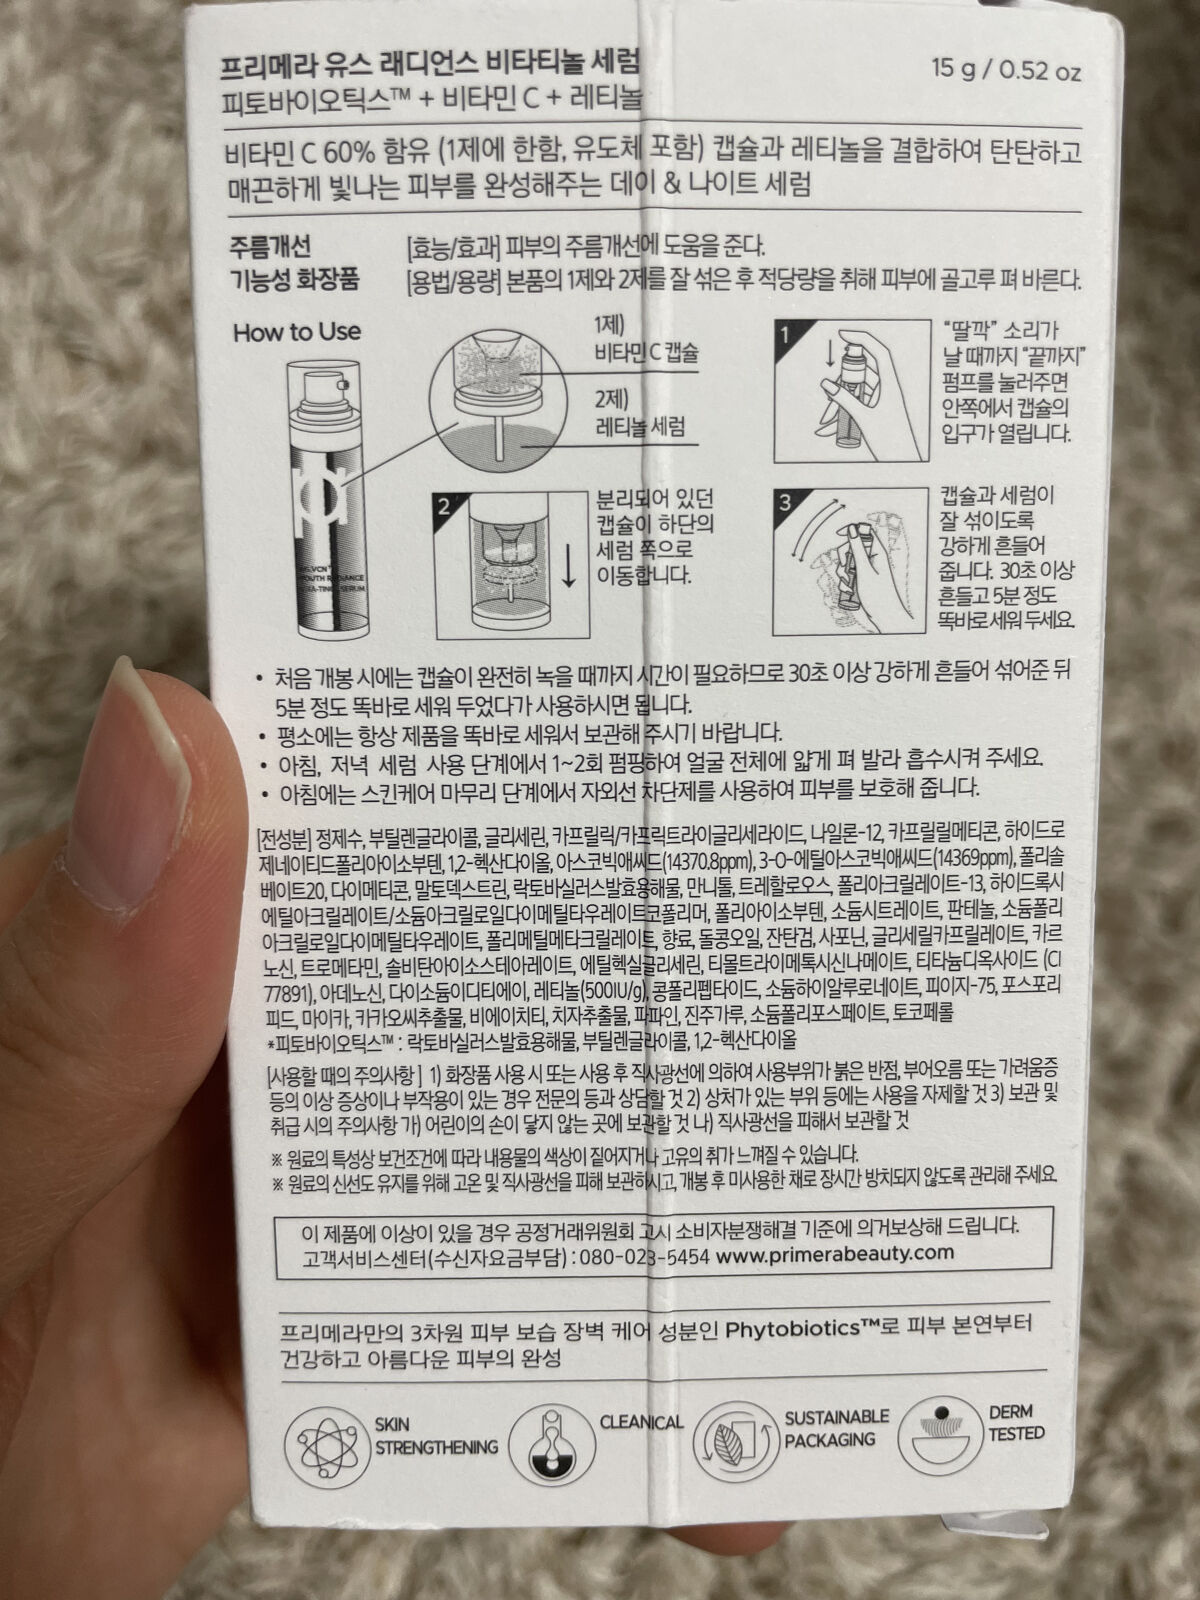 프리메라 유스 래디언스 비타티놀 세럼
15 g / 0.52 oz
피토바이오틱스™ + 비타민 C + 레티놀
비타민 C 60% 함유 (1제에 한함, 유도체 포함) 캡슐과 레티놀을 결합하여 탄탄하고
매끈하게 빛나는 피부를 완성해주는 데이 & 나이트 세럼
주름개선
기능성 화장품
[효능/효과] 피부의 주름개선에 도움을 준다.
[용법/용량] 본품의 1제와 2제를 잘 섞은 후 적당량을 취해 피부에 골고루 펴 바른다.
How to Use
1제)
비타민 C 캡슐
2제)
레티놀 세럼
YOUTH RADIANCE
VITA-TINOL SERUM
1
“딸깍” 소리가
날 때까지 “끝까지”
펌프를 눌러주면
안쪽에서 캡슐의
입구가 열립니다.
2
분리되어 있던
캡슐이 하단의
세럼 쪽으로
이동합니다.
3
캡슐과 세럼이
잘 섞이도록
강하게 흔들어
줍니다. 30초 이상
흔들고 5분 정도
똑바로 세워 두세요.
• 처음 개봉 시에는 캡슐이 완전히 녹을 때까지 시간이 필요하므로 30초 이상 강하게 흔들어 섞어준 뒤
5분 정도 똑바로 세워 두었다가 사용하시면 됩니다.
• 평소에는 항상 제품을 똑바로 세워서 보관해 주시기 바랍니다.
• 아침, 저녁 세럼 사용 단계에서 1~2회 펌핑하여 얼굴 전체에 얇게 펴 발라 흡수시켜 주세요.
• 아침에는 스킨케어 마무리 단계에서 자외선 차단제를 사용하여 피부를 보호해 줍니다.
[전성분] 정제수, 부틸렌글라이콜, 글리세린, 카프릴릭/카프릭트라이글리세라이드, 나일론-12, 카프릴릴메티콘, 하이드로
제네이티드폴리아이소부텐, 1,2-헥산다이올, 아스코빅애씨드(14370.8ppm), 3-O-에틸아스코빅애씨드(14369ppm), 폴리솔
베이트20, 다이메티콘, 말토덱스트린, 락토바실러스발효용해물, 만니톨, 트레할로오스, 폴리아크릴레이트-13, 하이드록시
에틸아크릴레이트/소듐아크릴로일다이메틸타우레이트코폴리머, 폴리아이소부텐, 소듐시트레이트, 판테놀, 소듐폴리
아크릴로일다이메틸타우레이트, 폴리메틸메타크릴레이트, 향료, 돌콩오일, 잔탄검, 사포닌, 글리세릴카프릴레이트, 카르
노신, 트로메타민, 솔비탄아이소스테아레이트, 에틸헥실글리세린, 티몰트라이메톡시신나메이트, 티타늄디옥사이드 (CI
77891), 아데노신, 다이소듐이디티에이, 레티놀(500IU/g), 콩폴리펩타이드, 소듐하이알루로네이트, 피이지-75, 포스포리
피드, 마이카, 카카오씨추출물, 비에이치티, 치자추출물, 파파인, 진주가루, 소듐폴리포스페이트, 토코페롤
*피토바이오틱스™ : 락토바실러스발효용해물, 부틸렌글라이콜, 1,2-헥산다이올
[사용할 때의 주의사항] 1) 화장품 사용 시 또는 사용 후 직사광선에 의하여 사용부위가 붉은 반점, 부어오름 또는 가려움증
등의 이상 증상이나 부작용이 있는 경우 전문의 등과 상담할 것 2) 상처가 있는 부위 등에는 사용을 자제할 것 3) 보관 및
취급 시의 주의사항 가) 어린이의 손이 닿지 않는 곳에 보관할 것 나) 직사광선을 피해서 보관할 것
※ 원료의 특성상 보건조건에 따라 내용물의 색상이 짙어지거나 고유의 취가 느껴질 수 있습니다.
※ 원료의 신선도 유지를 위해 고온 및 직사광선을 피해 보관하시고, 개봉 후 미사용한 채로 장시간 방치되지 않도록 관리해 주세요.
이 제품에 이상이 있을 경우 공정거래위원회 고시 소비자분쟁해결 기준에 의거보상해 드립니다.
고객서비스센터(수신자요금부담) : 080-023-5454 www.primerabeauty.com
프리메라만의 3차원 피부 보습 장벽 케어 성분인 Phytobiotics™로 피부 본연부터
건강하고 아름다운 피부의 완성
SKIN
STRENGTHENING
CLEANICAL
SUSTAINABLE
PACKAGING
DERM
TESTED